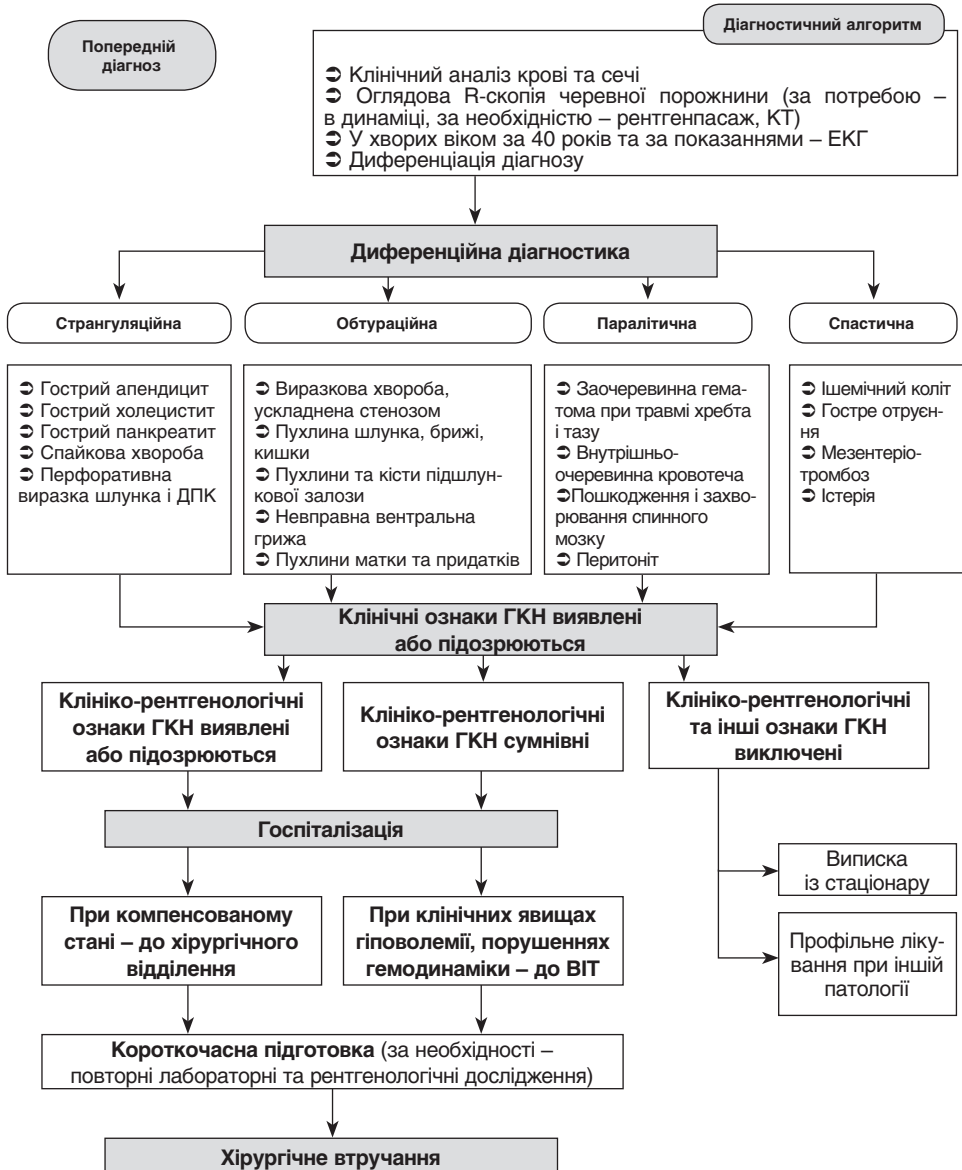 Попередній
діагноз
Діагностичний алгоритм
➲ Клінічний аналіз крові та сечі
➲ Оглядова R-скопія черевної порожнини (за потребою –
в динаміці, за необхідністю – рентгенпасаж, КТ)
➲ У хворих віком за 40 років та за показаннями – ЕКГ
➲ Диференціація діагнозу
Диференційна діагностика
Странгуляційна
Обтураційна
Паралітична
Спастична
➲ Гострий апендицит
➲ Гострий холецистит
➲ Гострий панкреатит
➲ Спайкова хвороба
➲ Перфоративна
виразка шлунка і ДПК
➲ Виразкова хвороба,
ускладнена стенозом
➲ Пухлина шлунка, брижі,
кишки
➲ Пухлини та кісти підшлун-
кової залози
➲ Невправна вентральна
грижа
➲ Пухлини матки та придатків
➲ Заочеревинна гема-
тома при травмі хребта
і тазу
➲ Внутрішньо-
очеревинна кровотеча
➲Пошкодження і захво-
рювання спинного
мозку
➲ Перитоніт
➲ Ішемічний коліт
➲ Гостре отруєн-
ня
➲ Мезентеріо-
тромбоз
➲ Істерія
Клінічні ознаки ГКН виявлені
або підозрюються
Клініко-рентгенологічні
ознаки ГКН виявлені
або підозрюються
Клініко-рентгенологічні
ознаки ГКН сумнівні
Клініко-рентгенологічні
та інші ознаки ГКН
виключені
Госпіталізація
Виписка
із стаціонару
При компенсованому
стані – до хірургічного
відділення
При клінічних явищах
гіповолемії, порушеннях
гемодинаміки – до ВІТ
Профільне ліку-
вання при іншій
патології
Короткочасна підготовка (за необхідності –
повторні лабораторні та рентгенологічні дослідження)
Хірургічне втручання